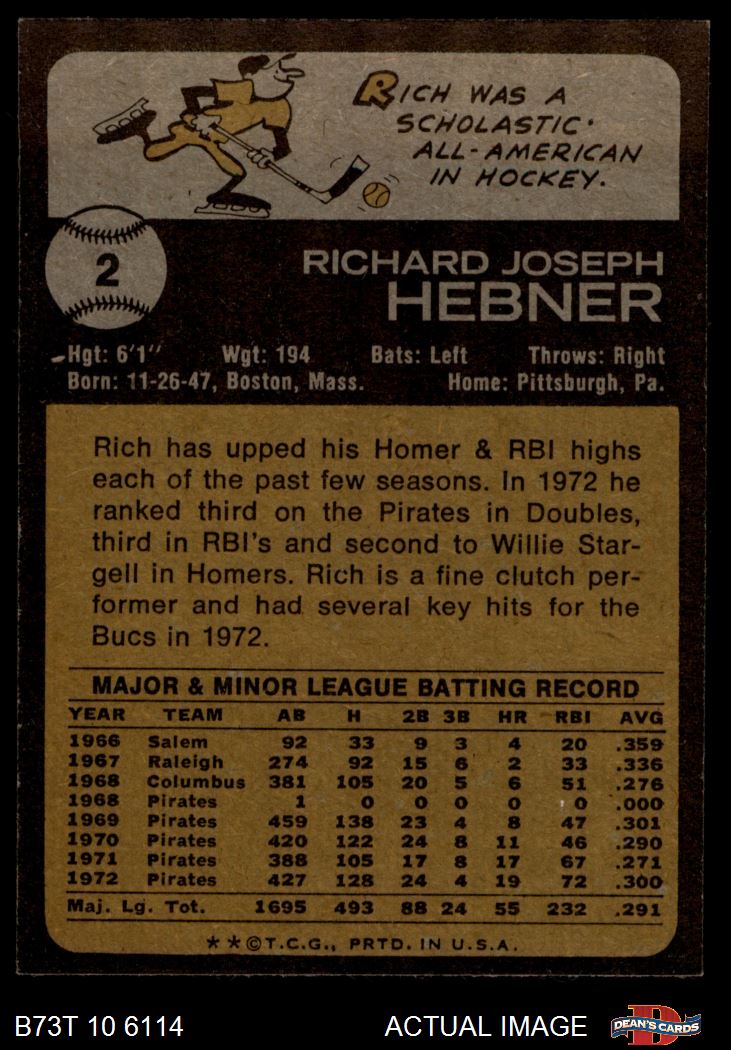 RICH WAS A
SCHOLASTIC
ALL-AMERICAN
IN HOCKEY.
2
RICHARD JOSEPH
HEBNER
Hgt: 6'1" Wgt: 194 Bats: Left Throws: Right
Born: 11-26-47, Boston, Mass. Home: Pittsburgh, Pa.
Rich has upped his Homer & RBI highs
each of the past few seasons. In 1972 he
ranked third on the Pirates in Doubles,
third in RBI's and second to Willie Star-
gell in Homers. Rich is a fine clutch per-
former and had several key hits for the
Bucs in 1972.
MAJOR & MINOR LEAGUE BATTING RECORD
YEAR TEAM AB H 2B 3B HR RBI AVG
1966 Salem 92 33 9 3 4 20 .359
1967 Raleigh 274 92 15 6 2 33 .336
1968 Columbus 381 105 20 5 6 51 .276
1968 Pirates 1 0 0 0 0 0 .000
1969 Pirates 459 138 23 4 8 47 .301
1970 Pirates 420 122 24 8 11 46 .290
1971 Pirates 388 105 17 8 17 67 .271
1972 Pirates 427 128 24 4 19 72 .300
Maj. Lg. Tot. 1695 493 88 24 55 232 .291
**©T.C.G., PRTD. IN U.S.A.
B73T 10 6114 ACTUAL IMAGE DEAN'S CARDS